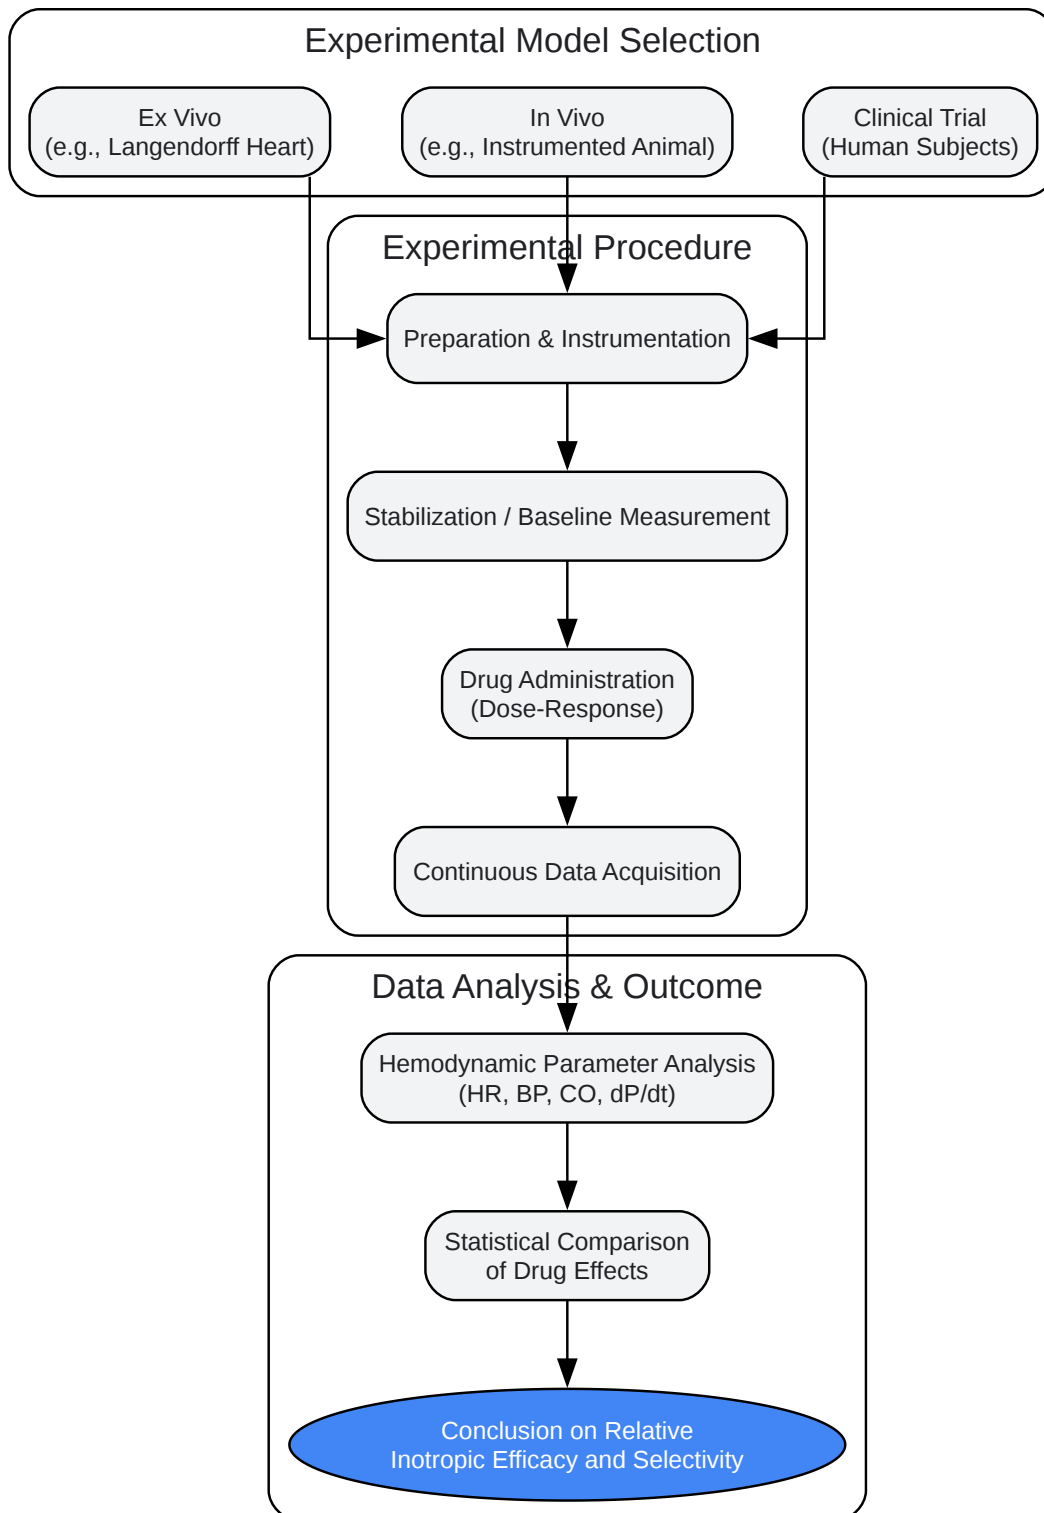 Experimental Model Selection
Ex Vivo
(e.g., Langendorff Heart)
In Vivo
(e.g., Instrumented Animal)
Clinical Trial
(Human Subjects)
Experimental Procedure
Preparation & Instrumentation
Stabilization / Baseline Measurement
Drug Administration
(Dose-Response)
Continuous Data Acquisition
Data Analysis & Outcome
Hemodynamic Parameter Analysis
(HR, BP, CO, dP/dt)
Statistical Comparison
of Drug Effects
Conclusion on Relative
Inotropic Efficacy and Selectivity